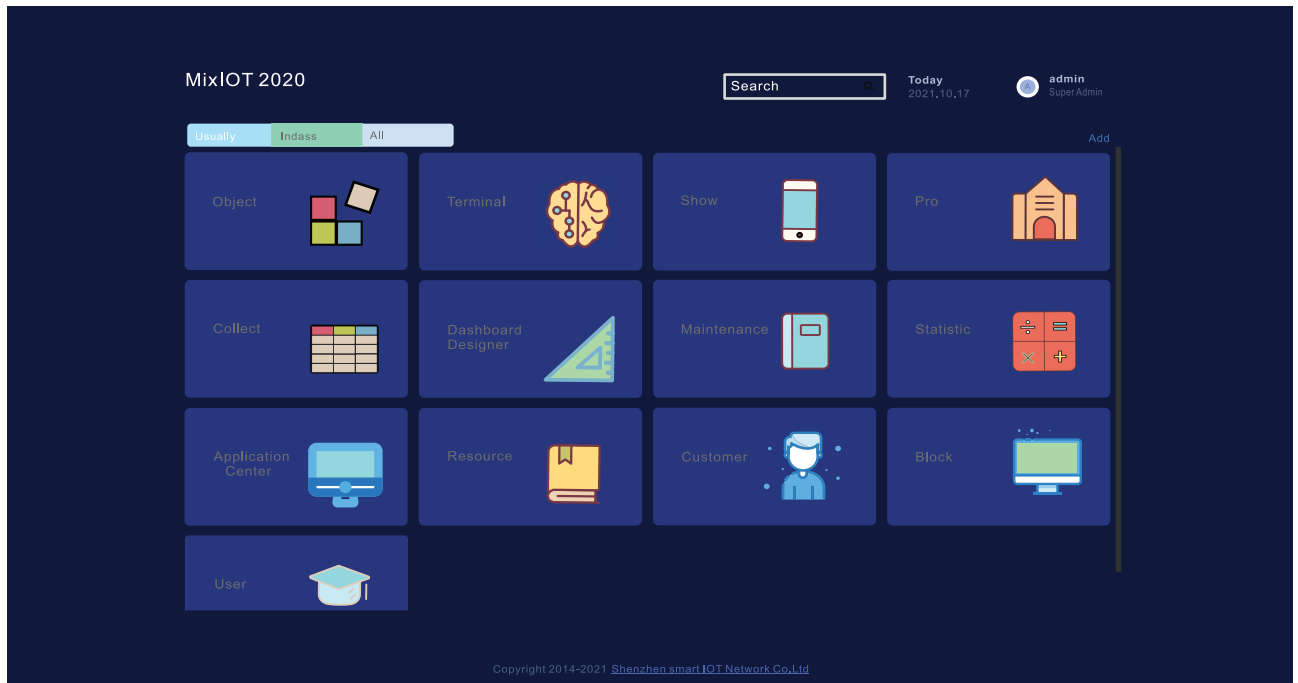 MixIOT 2020
Search
Today
2021.10.17
A
admin
Super Admin
Usually
Indass
All
Add
Object
Terminal
Show
Pro
Collect
Dashboard
Designer
Maintenance
Statistic
Application
Center
Resource
Customer
Block
User
Copyright 2014-2021 Shenzhen smart IOT Network Co,Ltd